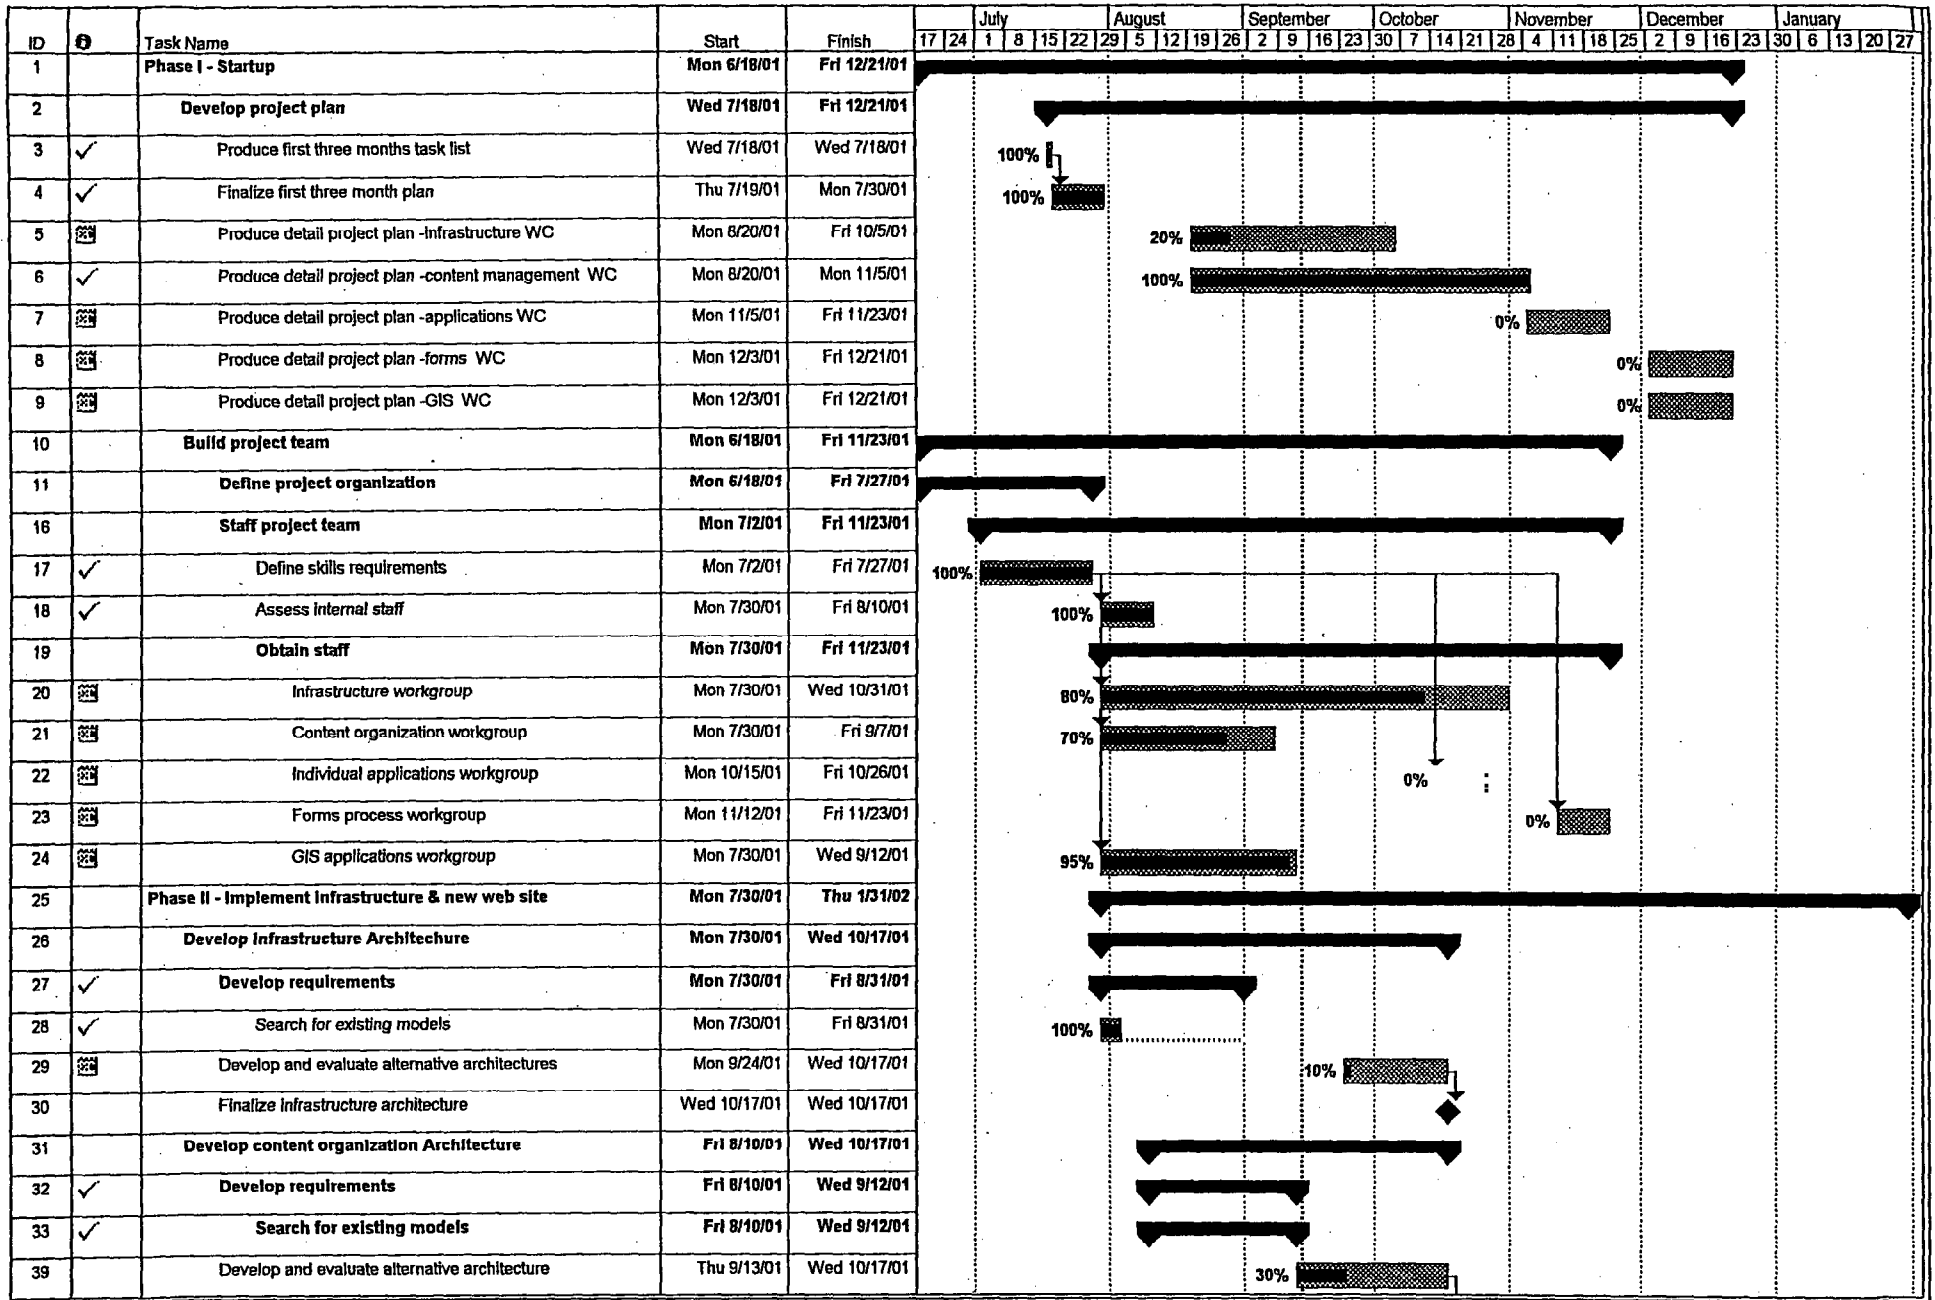 July August September October November December January
ID Task Name Start Finish 17 24 1 8 15 22 29 5 12 19 26 2 9 16 23 30 7 14 21 28 4 11 18 25 2 9 16 23 30 6 13 20 27
1 Phase I - Startup Mon 6/18/01 Fri 12/21/01
2 Develop project plan Wed 7/18/01 Fri 12/21/01
3 Produce first three months task list Wed 7/18/01 Wed 7/18/01 100%
4 Finalize first three month plan Thu 7/19/01 Mon 7/30/01 100%
5 Produce detail project plan -infrastructure WC Mon 8/20/01 Fri 10/5/01 20%
6 Produce detail project plan -content management WC Mon 8/20/01 Mon 11/5/01 100%
7 Produce detail project plan -applications WC Mon 11/5/01 Fri 11/23/01 0%
8 Produce detail project plan -forms WC Mon 12/3/01 Fri 12/21/01 0%
9 Produce detail project plan -GIS WC Mon 12/3/01 Fri 12/21/01 0%
10 Build project team Mon 6/18/01 Fri 11/23/01
11 Define project organization Mon 6/18/01 Fri 7/27/01
16 Staff project team Mon 7/2/01 Fri 11/23/01
17 Define skills requirements Mon 7/2/01 Fri 7/27/01 100%
18 Assess internal staff Mon 7/30/01 Fri 8/10/01 100%
19 Obtain staff Mon 7/30/01 Fri 11/23/01
20 Infrastructure workgroup Mon 7/30/01 Wed 10/31/01 80%
21 Content organization workgroup Mon 7/30/01 Fri 9/7/01 70%
22 Individual applications workgroup Mon 10/15/01 Fri 10/26/01 0%
23 Forms process workgroup Mon 11/12/01 Fri 11/23/01 0%
24 GIS applications workgroup Mon 7/30/01 Wed 9/12/01 95%
25 Phase II - Implement infrastructure & new web site Mon 7/30/01 Thu 1/31/02
26 Develop Infrastructure Architechure Mon 7/30/01 Wed 10/17/01
27 Develop requirements Mon 7/30/01 Fri 8/31/01
28 Search for existing models Mon 7/30/01 Fri 8/31/01 100%
29 Develop and evaluate alternative architectures Mon 9/24/01 Wed 10/17/01 10%
30 Finalize infrastructure architecture Wed 10/17/01 Wed 10/17/01
31 Develop content organization Architecture Fri 8/10/01 Wed 10/17/01
32 Develop requirements Fri 8/10/01 Wed 9/12/01
33 Search for existing models Fri 8/10/01 Wed 9/12/01
39 Develop and evaluate alternative architecture Thu 9/13/01 Wed 10/17/01 30%